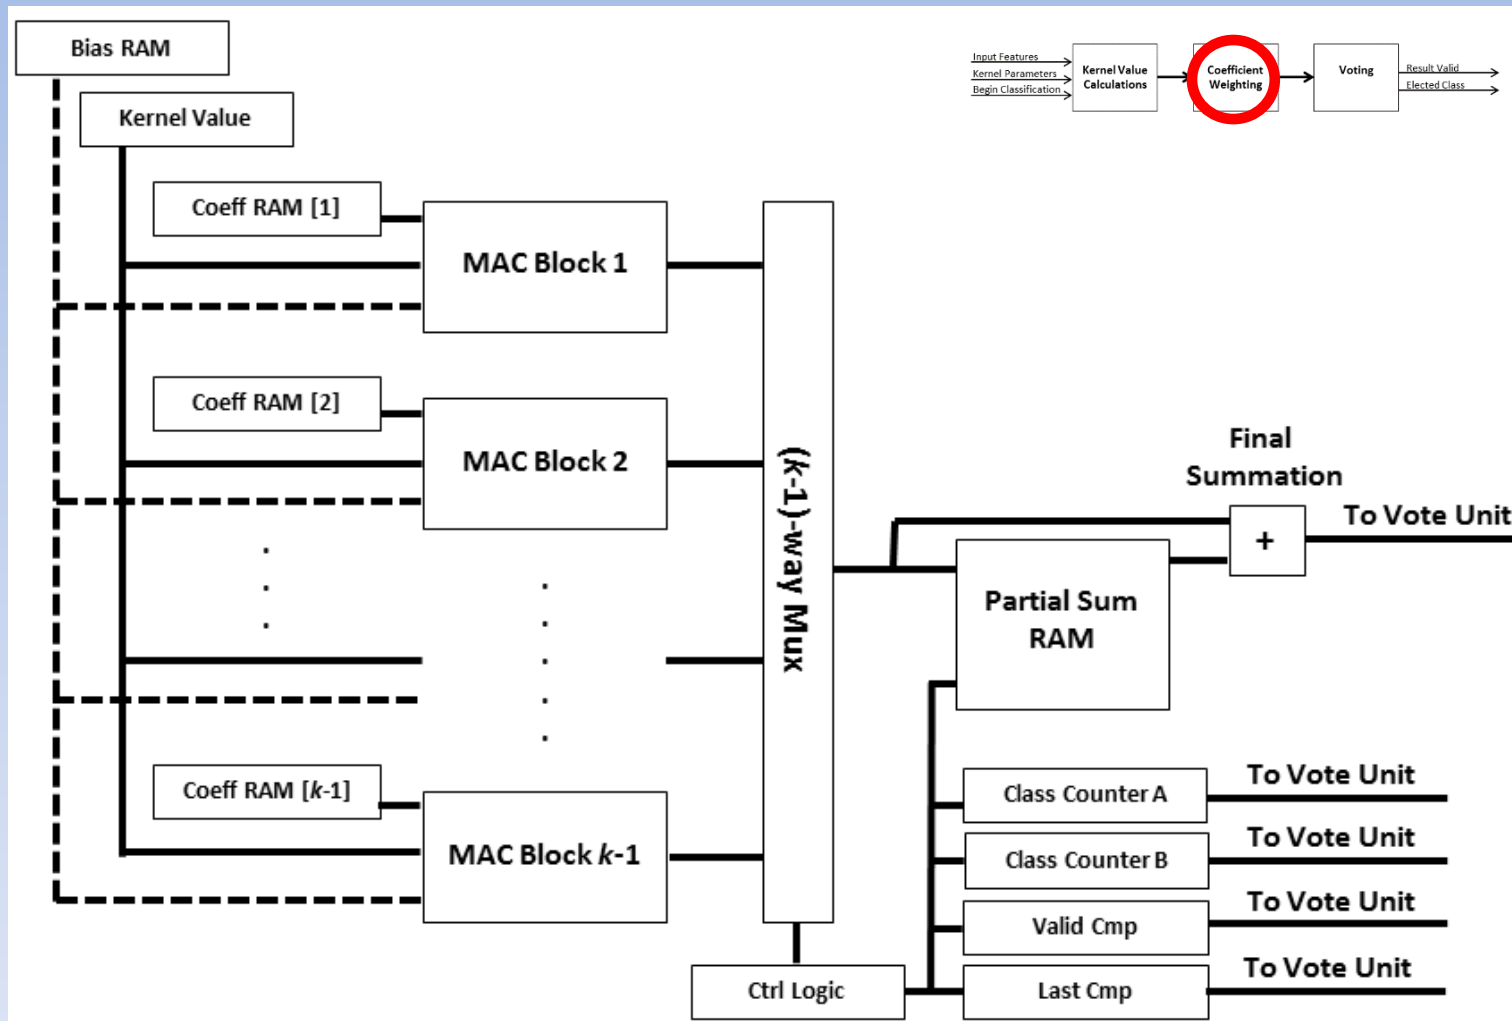 Bias RAM
Kernel Value
Coeff RAM [1]
MAC Block 1
Coeff RAM [2]
MAC Block 2
Coeff RAM [k-1]
MAC Block k-1
(k-1)-way Mux
Ctrl Logic
Input Features
Kernel Parameters
Begin Classification
Kernel Value
Calculations
Coefficient
Weighting
Voting
Result Valid
Elected Class
Final
Summation
+
To Vote Unit
Partial Sum
RAM
Class Counter A
To Vote Unit
Class Counter B
To Vote Unit
Valid Cmp
To Vote Unit
Last Cmp
To Vote Unit